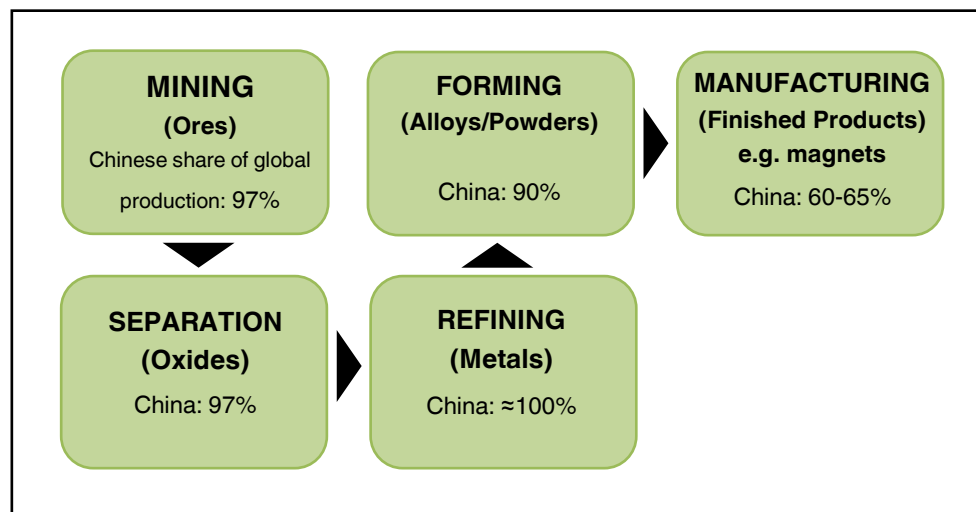 MINING
(Ores)
Chinese share of global
production: 97%
SEPARATION
(Oxides)
China: 97%
REFINING
(Metals)
China: ≈100%
FORMING
(Alloys/Powders)
China: 90%
MANUFACTURING
(Finished Products)
e.g. magnets
China: 60-65%